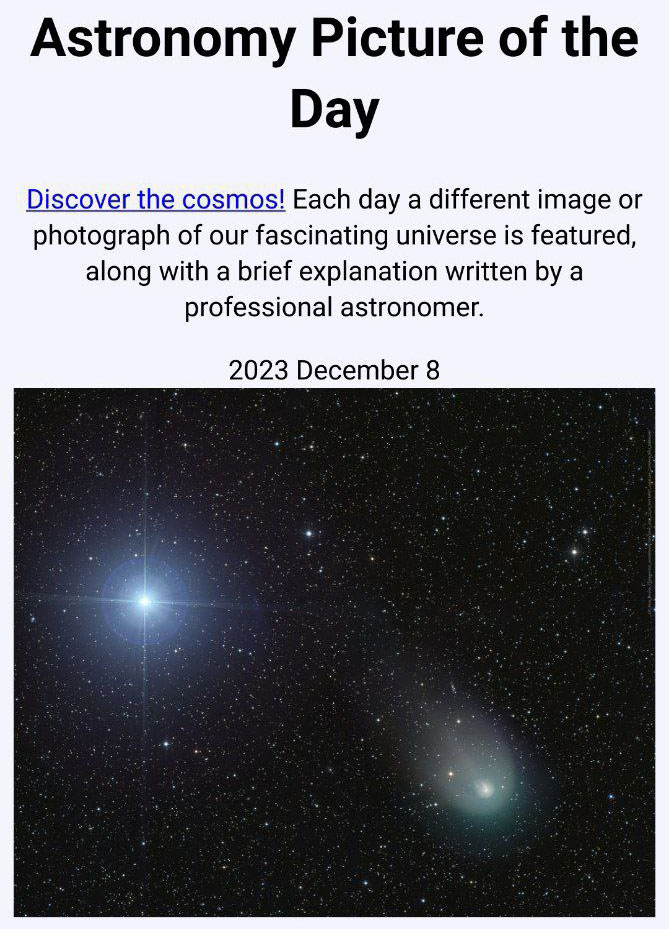 Astronomy Picture of the
Day
Discover the cosmos! Each day a different image or
photograph of our fascinating universe is featured,
along with a brief explanation written by a
professional astronomer.
2023 December 8